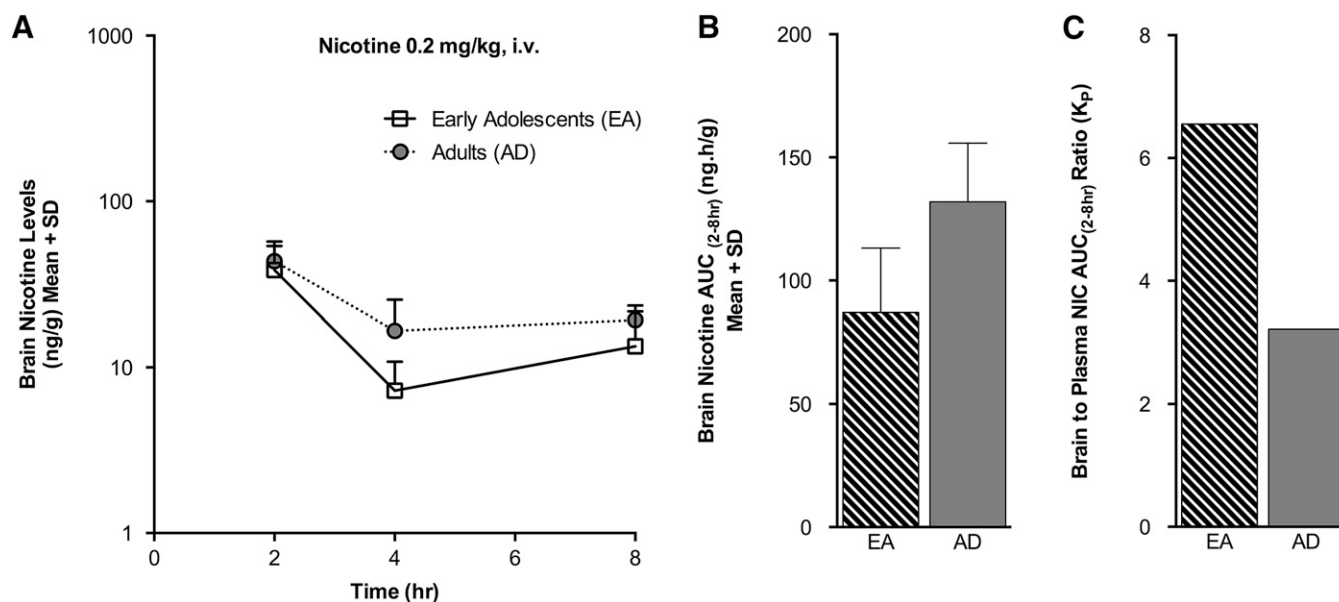 A
Nicotine 0.2 mg/kg, i.v.
Early Adolescents (EA)
Adults (AD)
Brain Nicotine Levels
(ng/g) Mean + SD
1000
100
10
1
0
2
4
6
8
Time (hr)
B
Brain Nicotine AUC (2-8hr) (ng.h/g)
Mean + SD
200
150
100
50
0
EA
AD
C
Brain to Plasma NIC AUC(2-8hr) Ratio (KP)
8
6
4
2
0
EA
AD